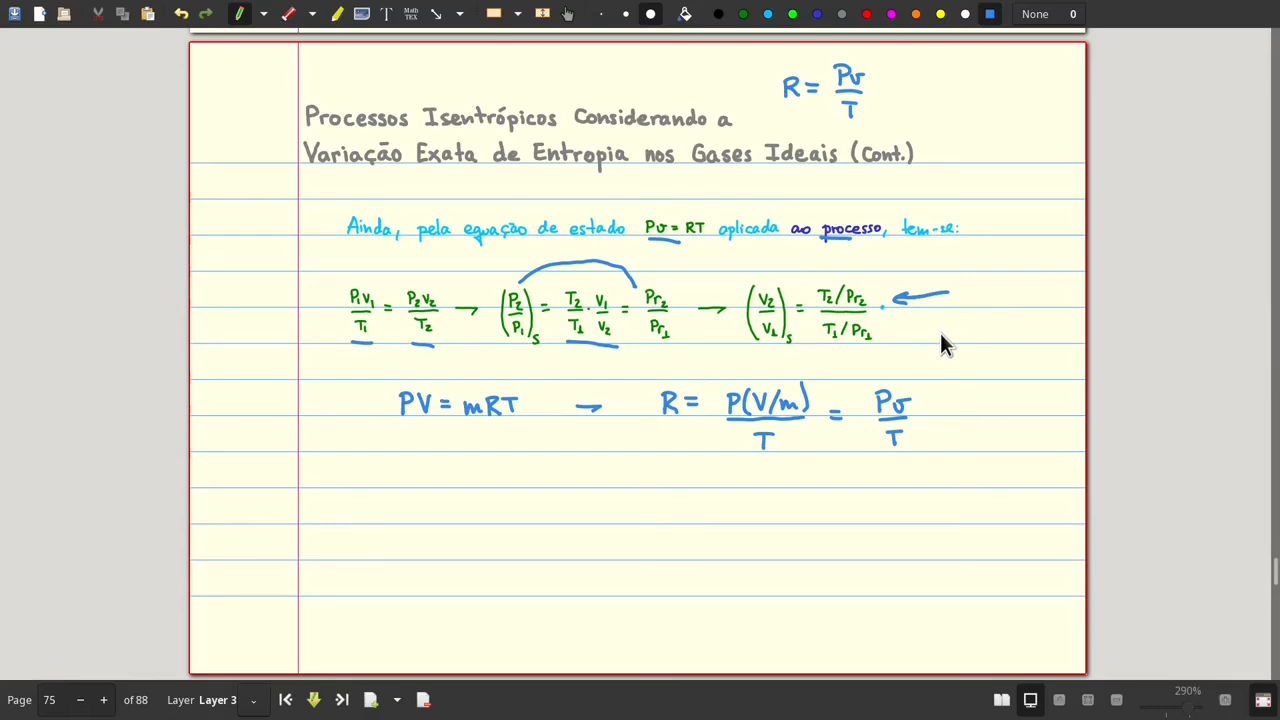 T
Math
TEX
None 0
R = Pv/T
Processos Isentrópicos Considerando a
Variação Exata de Entropia nos Gases Ideais (Cont.)
Ainda, pela equação de estado Pv = RT aplicada ao processo, tem-se:
P₁V₁/T₁ = P₂V₂/T₂ → (P₂/P₁)s = T₂/T₁ · V₁/V₂ = Pr₂/Pr₁ → (V₂/V₁)s = (T₂/Pr₂)/(T₁/Pr₁)
PV = mRT – R = P(V/m)/T = Pv/T
290%
Page 75 − + of 88 Layer Layer 3